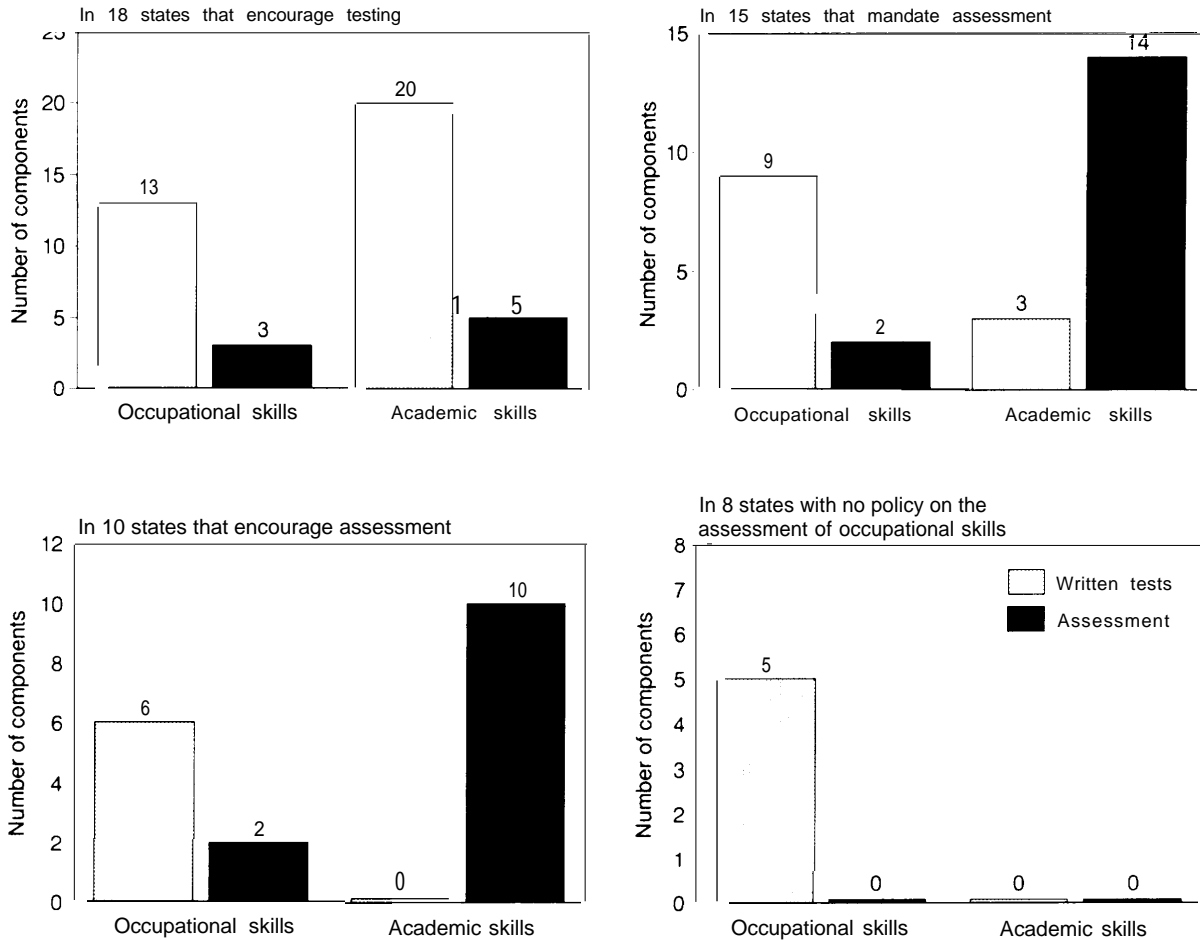 In 18 states that encourage testing
25
20
15
10
5
0
Number of components
13
3
20
1 5
Occupational skills
Academic skills
In 15 states that mandate assessment
15
10
5
0
Number of components
9
2
3
14
Occupational skills
Academic skills
In 10 states that encourage assessment
12
10
8
6
4
2
0
Number of components
6
2
0
10
Occupational skills
Academic skills
In 8 states with no policy on the
assessment of occupational skills
8
7
6
5
4
3
2
1
0
Number of components
5
0
0
0
Written tests
Assessment
Occupational skills
Academic skills